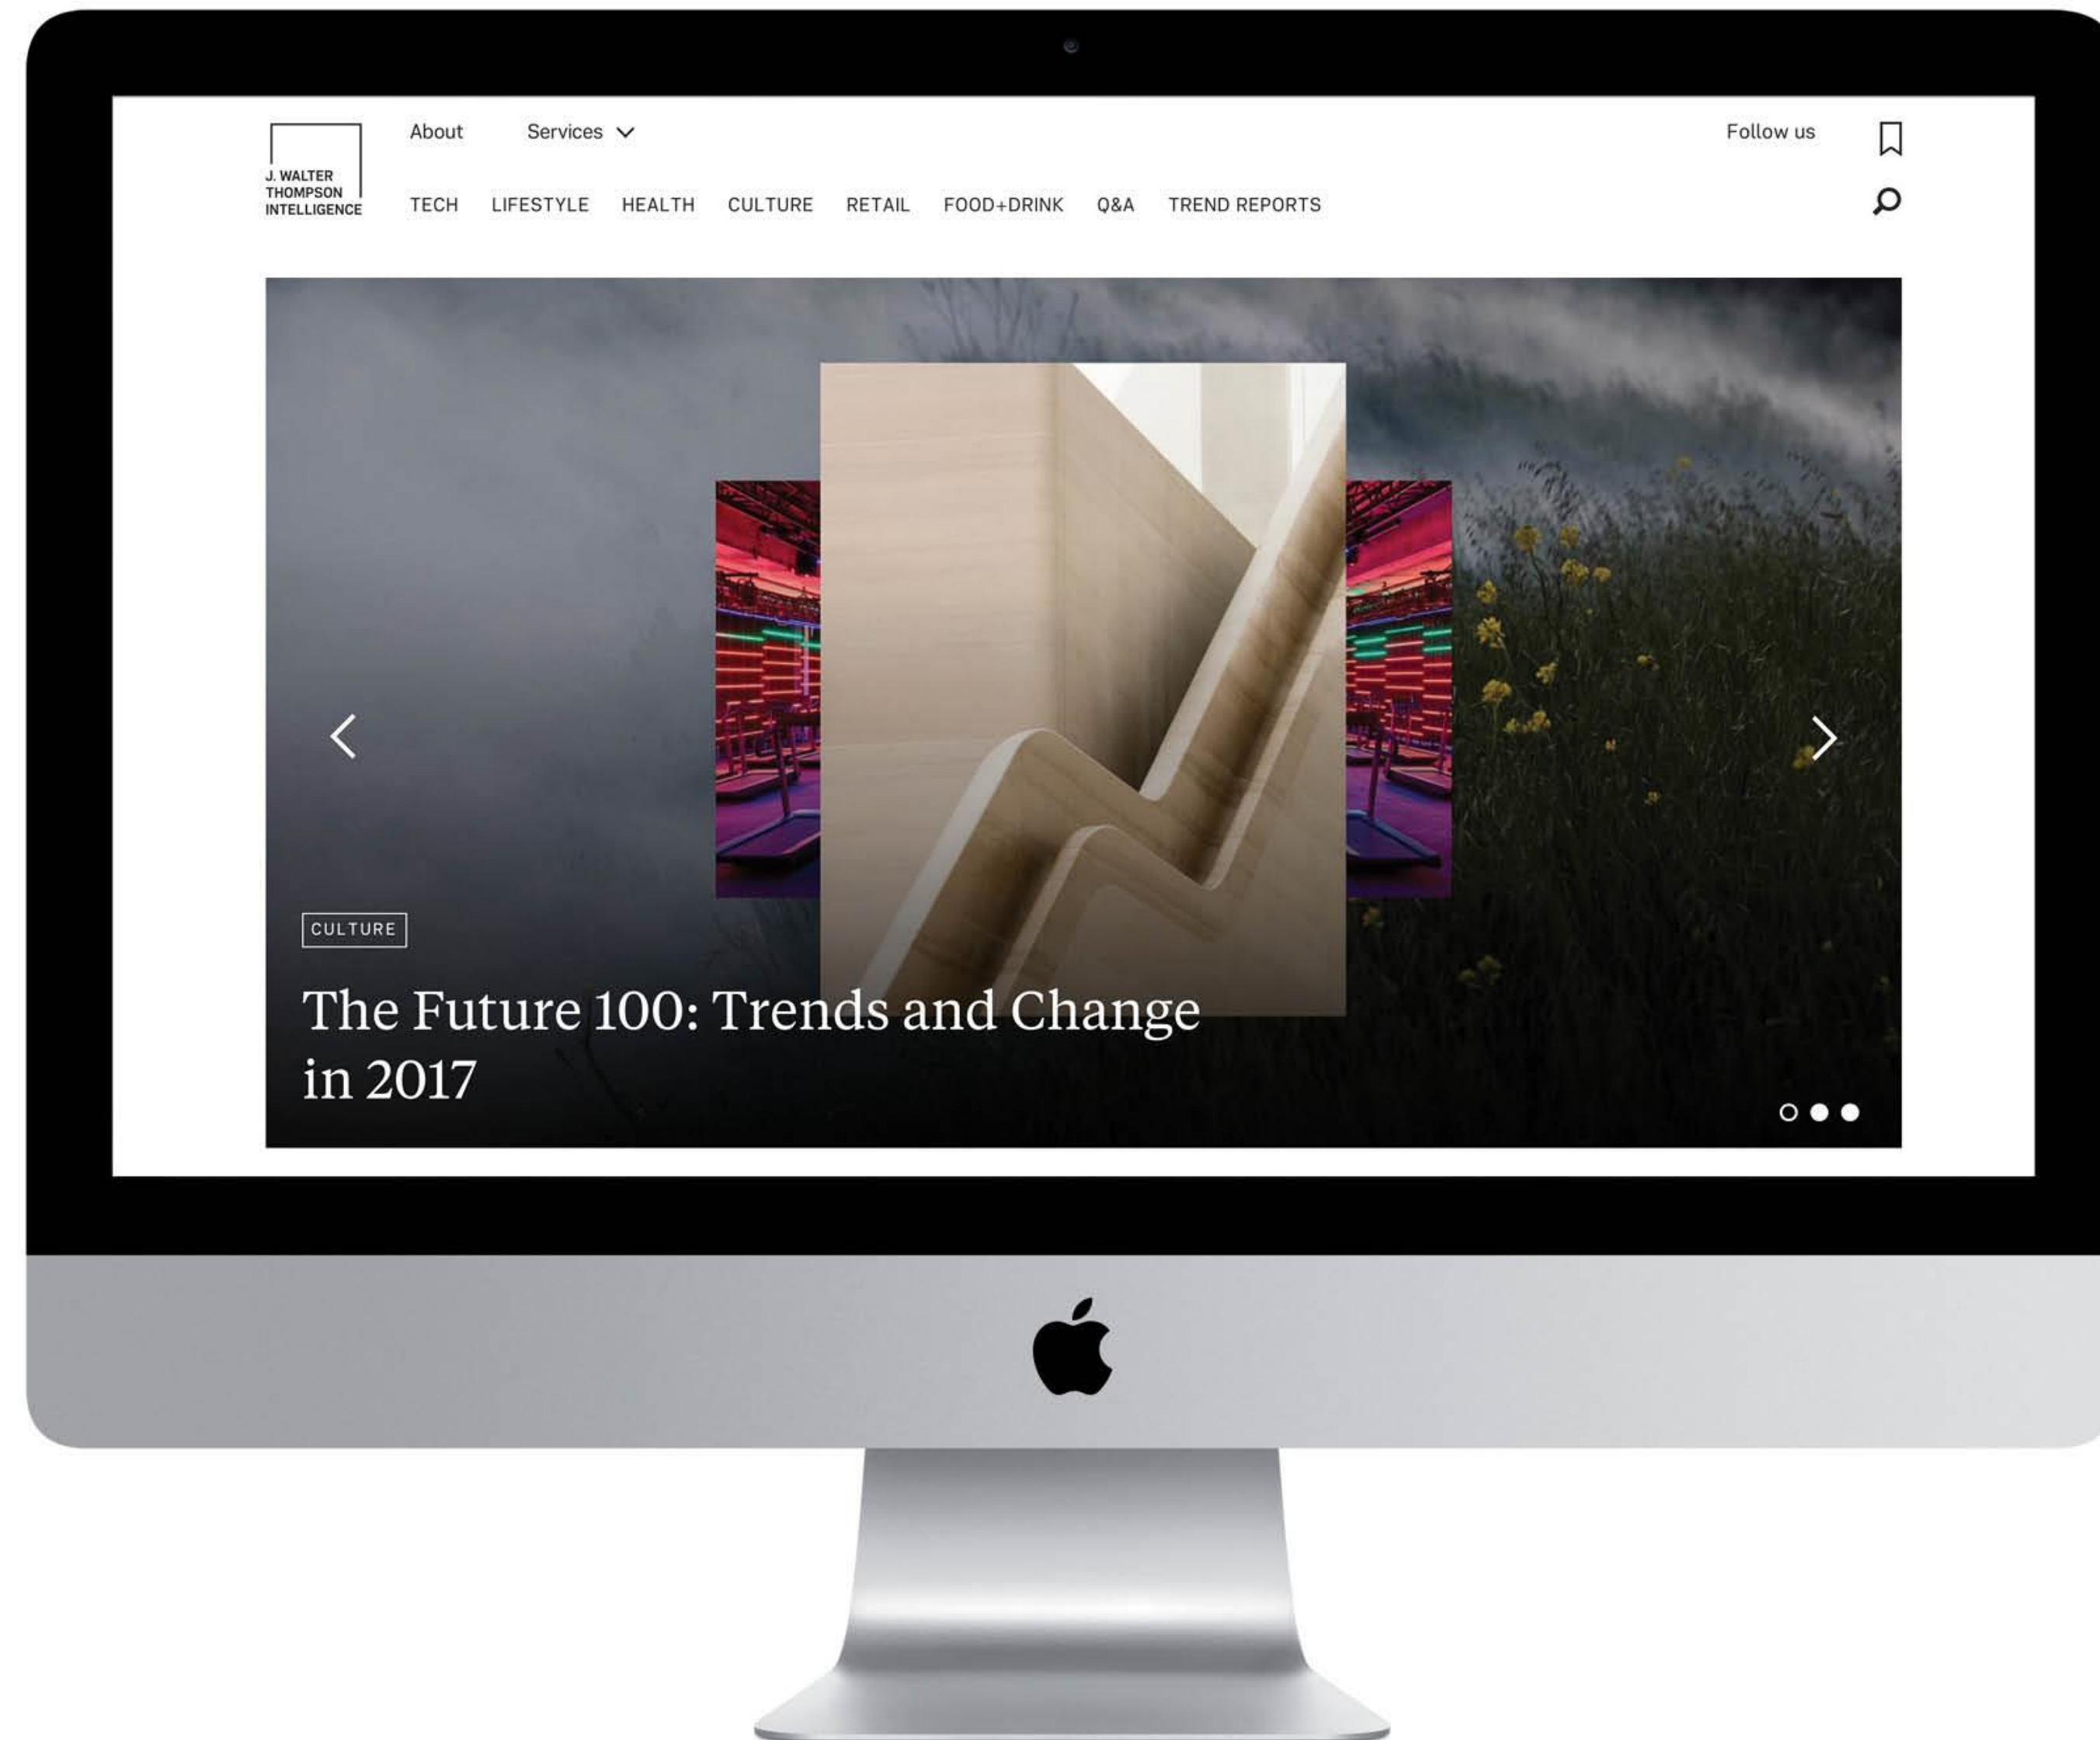 About
Services
Follow us
J. WALTER
THOMPSON
INTELLIGENCE
TECH
LIFESTYLE
HEALTH
CULTURE
RETAIL
FOOD+DRINK
Q&A
TREND REPORTS
CULTURE
The Future 100: Trends and Change
in 2017